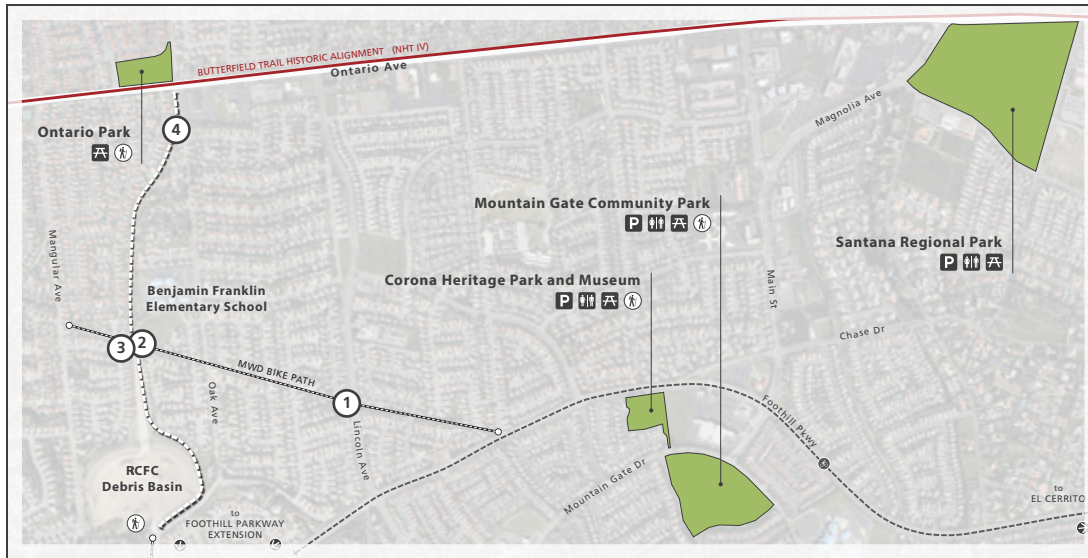 BUTTERFIELD TRAIL HISTORIC ALIGNMENT (NHT IV)
Ontario Ave
Magnolia Ave
4
Ontario Park
Mountain Gate Community Park
P
Santana Regional Park
P
Mangular Ave
Main St
Corona Heritage Park and Museum
P
Benjamin Franklin
Elementary School
Chase Dr
3
2
MWD BIKE PATH
Oak Ave
1
Lincoln Ave
Foothill Pkwy
Mountain Gate Dr
RCFC
Debris Basin
to
FOOTHILL PARKWAY
EXTENSION
to
EL CERRITO